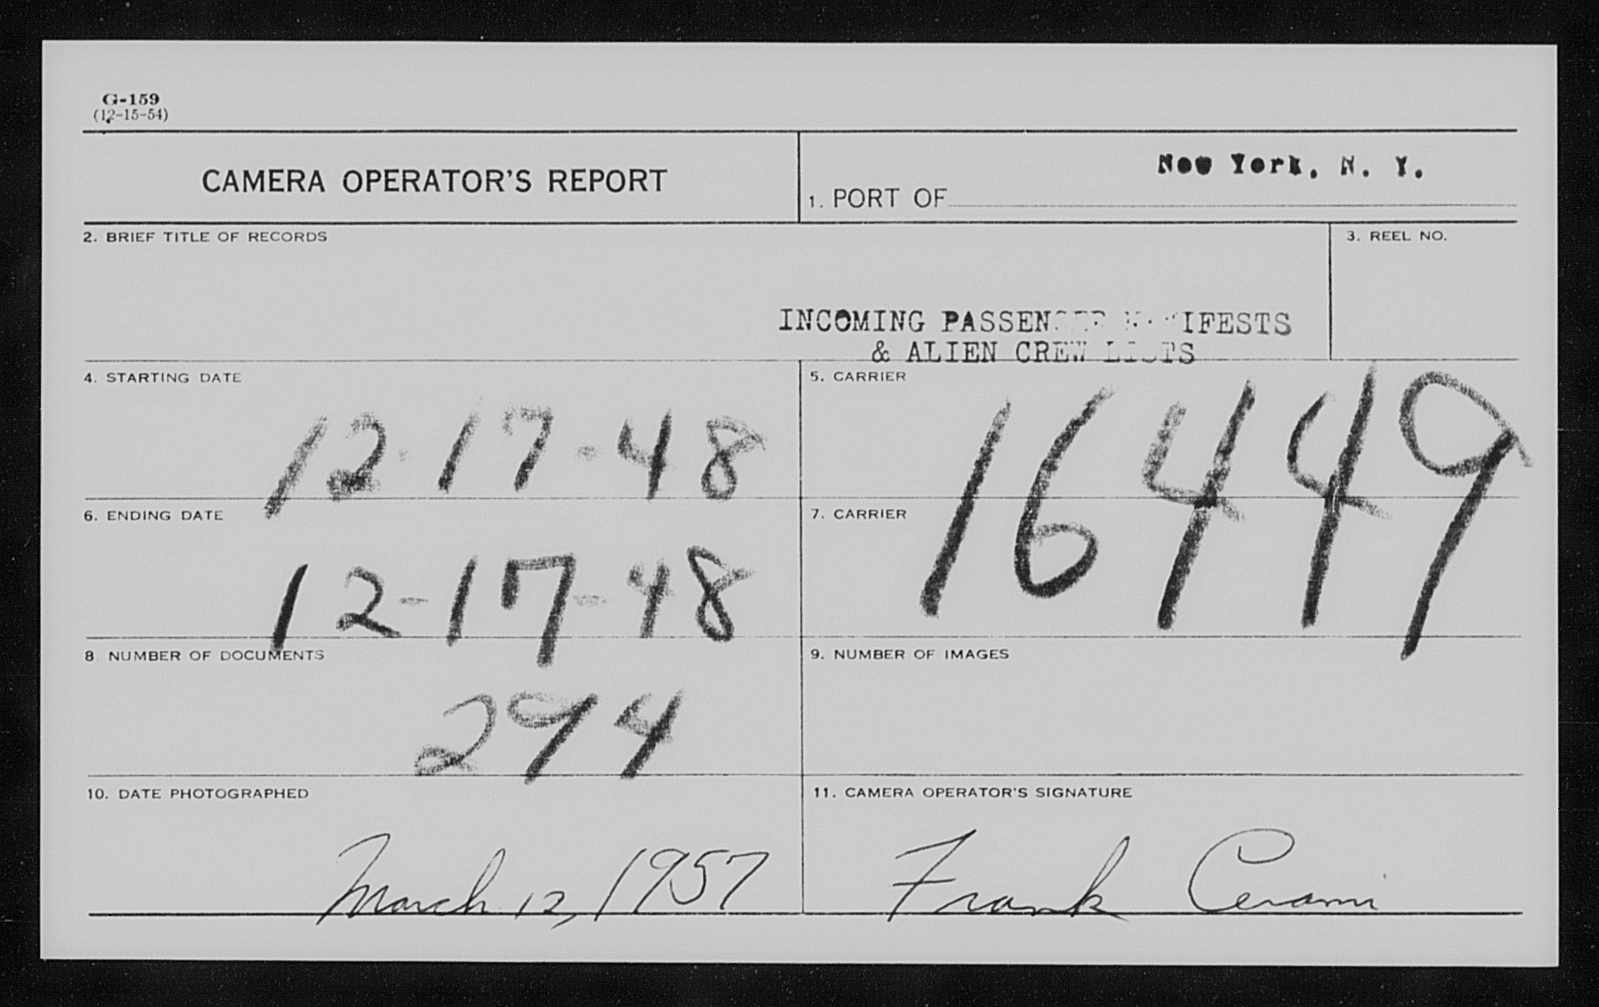 G-159
(12-15-54)
CAMERA OPERATOR'S REPORT
1. PORT OF New York, N. Y.
2. BRIEF TITLE OF RECORDS
3. REEL NO.
INCOMING PASSENGER MANIFESTS
& ALIEN CREW LISTS
4. STARTING DATE
12-17-48
5. CARRIER
16449
6. ENDING DATE
12-17-48
7. CARRIER
8 NUMBER OF DOCUMENTS
294
9. NUMBER OF IMAGES
10. DATE PHOTOGRAPHED
March 12, 1957
11. CAMERA OPERATOR'S SIGNATURE
Frank Cerami